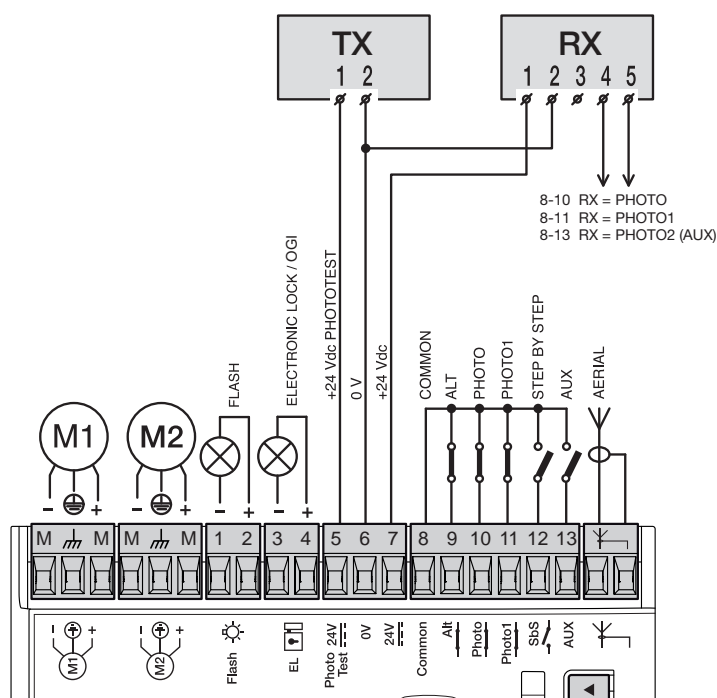 TX
1 2
RX
1 2 3 4 5
8-10 RX = PHOTO
8-11 RX = PHOTO1
8-13 RX = PHOTO2 (AUX)
FLASH
ELECTRONIC LOCK / OGI
+24 Vdc PHOTOTEST
0 V
+24 Vdc
COMMON
ALT
PHOTO
PHOTO1
STEP BY STEP
AUX
AERIAL
M1
M2
- +
- +
- +
- +
M M M M 1 2 3 4 5 6 7 8 9 10 11 12 13
- +
M1
- +
M2
Flash
EL
Photo 24V
Test
0V
24V
Common
Alt
Photo
Photo1
SbS
AUX